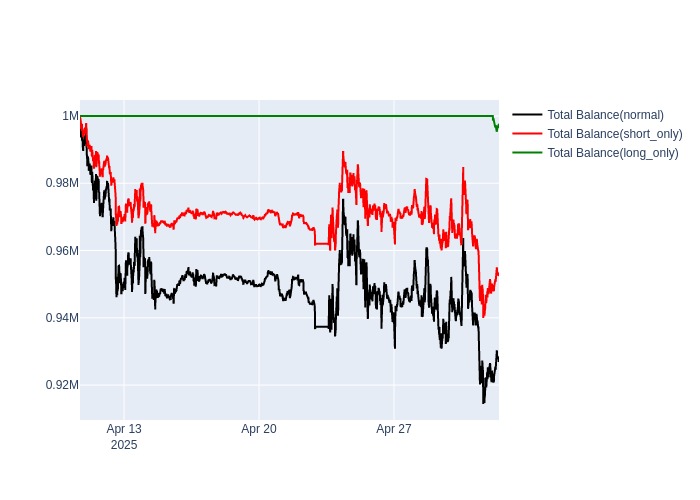 1M
0.98M
0.96M
0.94M
0.92M
Apr 13
2025
Apr 20
Apr 27
Total Balance(normal)
Total Balance(short_only)
Total Balance(long_only)